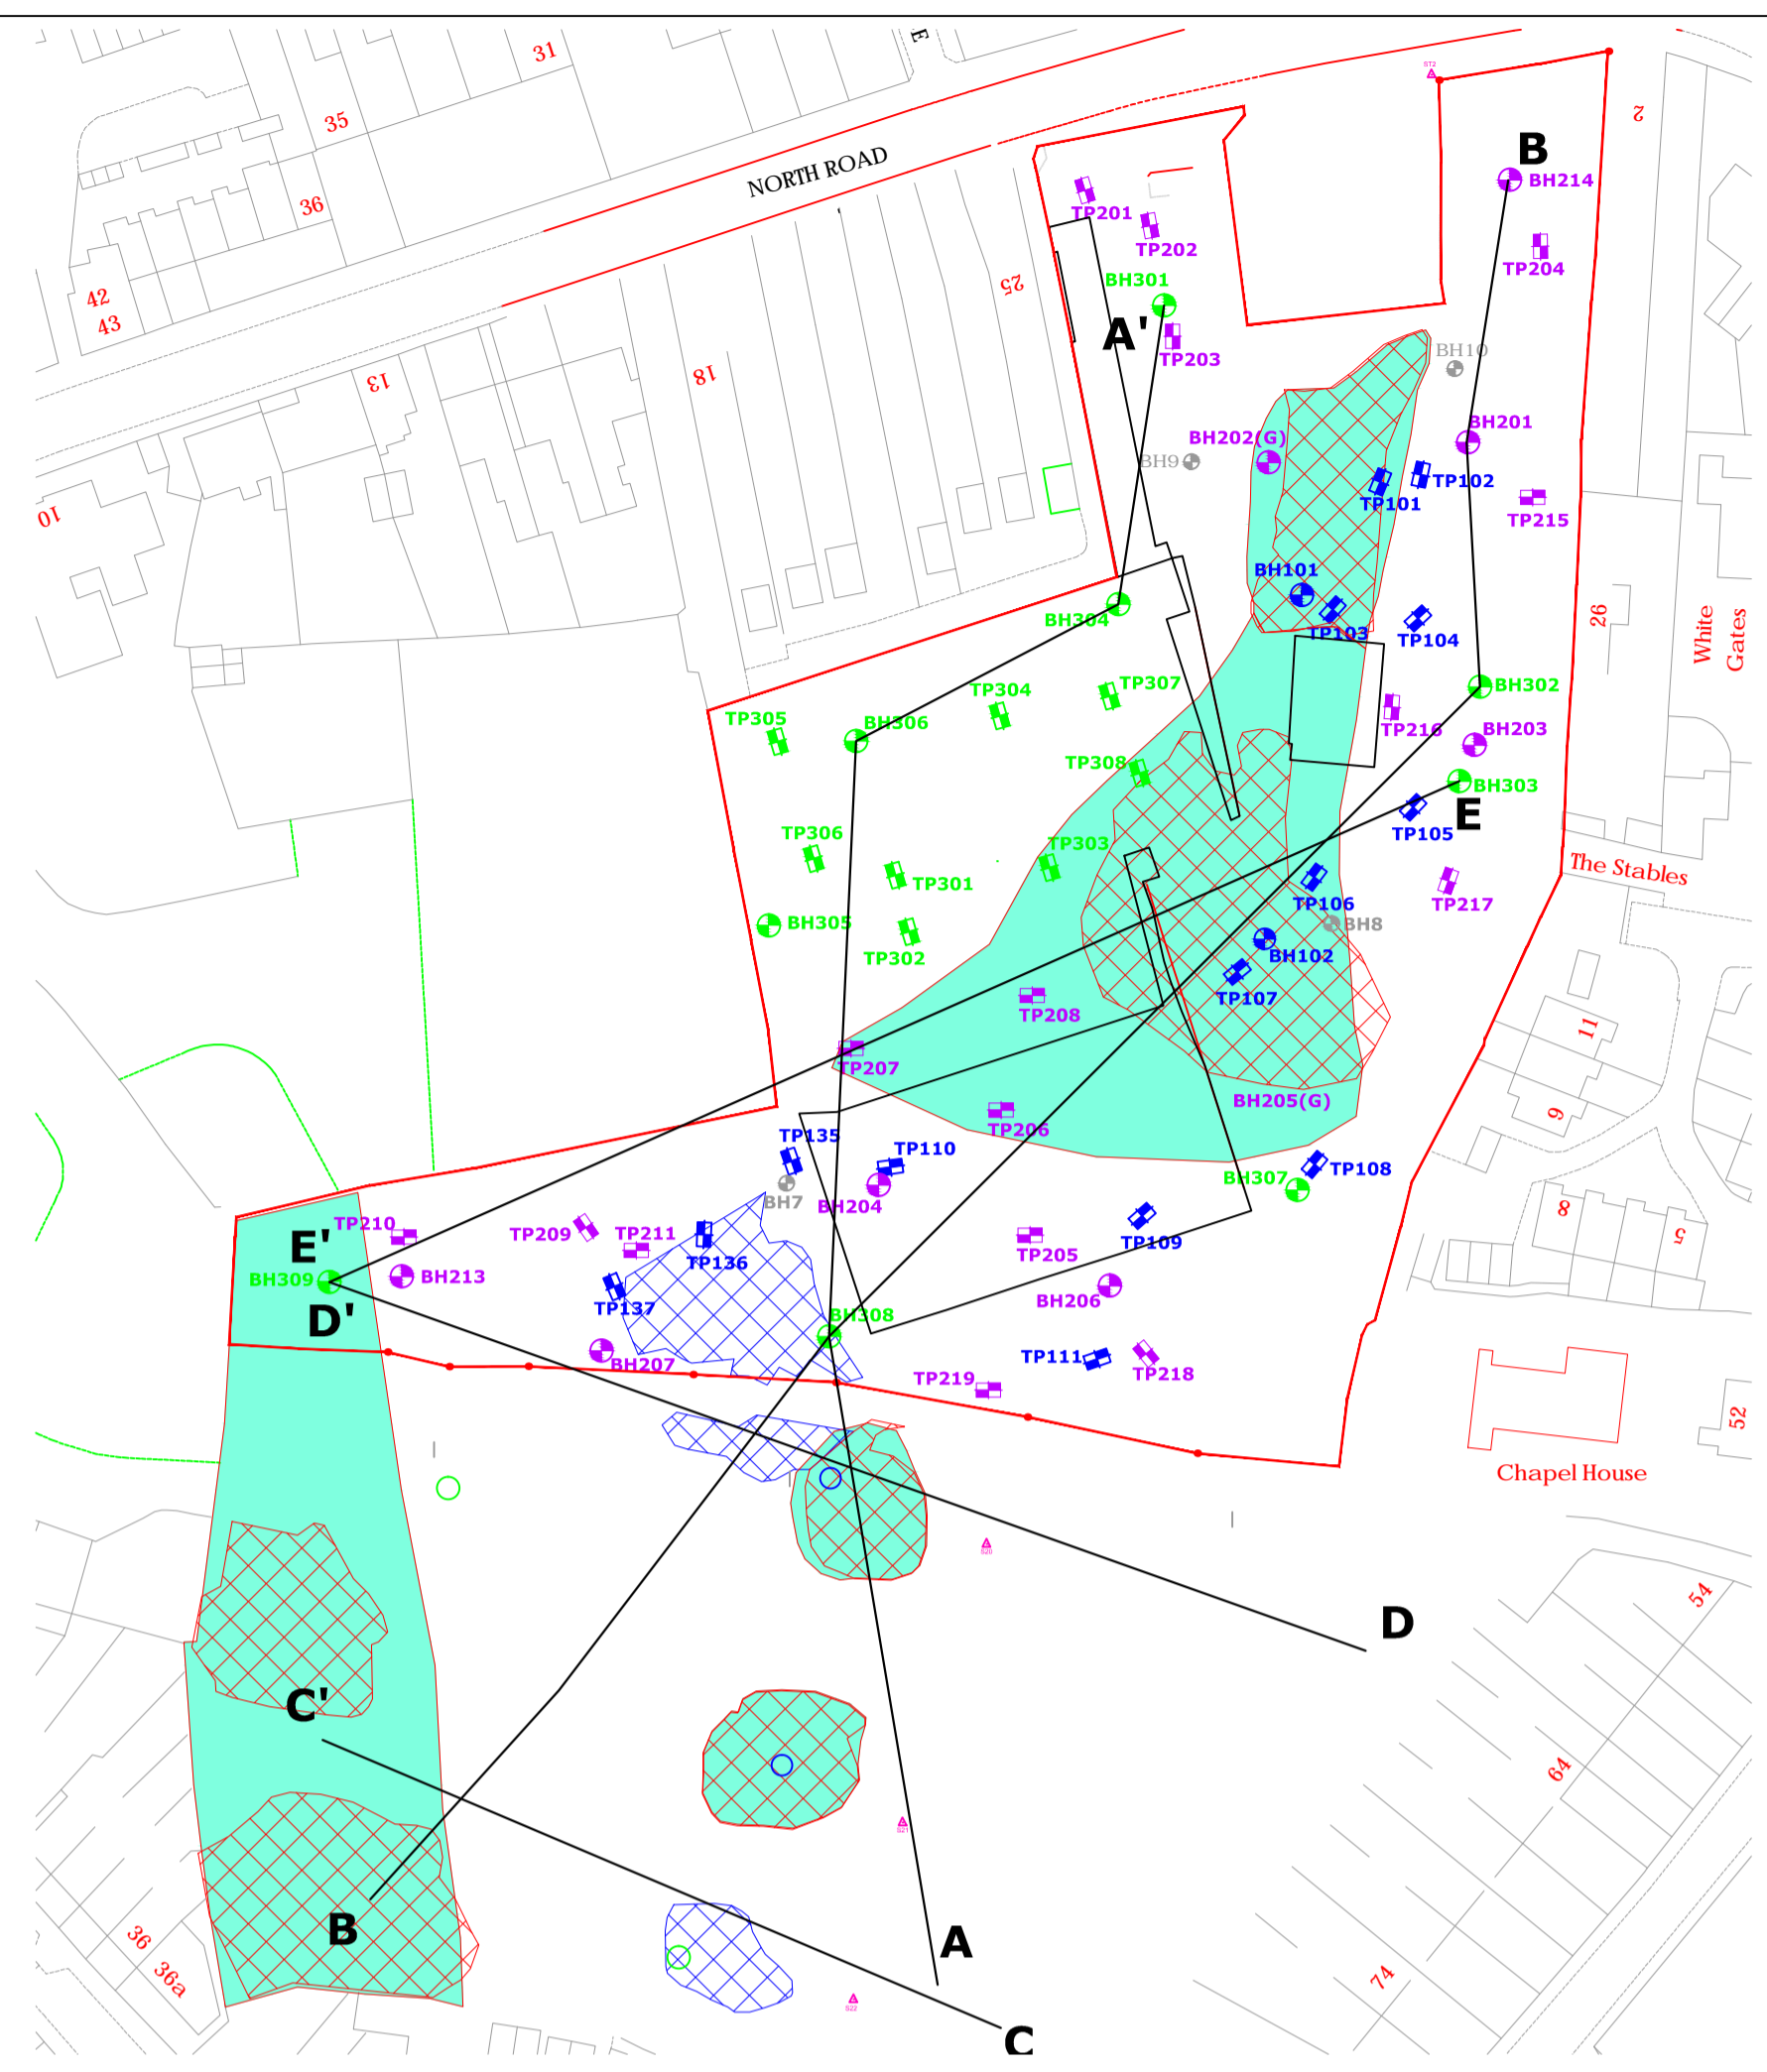 E
31
35
36
NORTH ROAD
42
43
ST2
2
B
BH214
TP201
TP202
TP204
25
BH301
A'
TP203
BH10
13
18
BH201
BH202(G)
BH9
TP101
TP102
TP215
10
BH101
BH304
TP103
TP104
26
White
Gates
TP304
TP307
BH302
TP305
BH306
TP216
BH203
TP308
BH303
E
TP105
TP306
TP303
The Stables
TP301
TP106
TP217
BH305
BH8
TP302
BH102
TP107
TP208
11
TP207
BH205(G)
9
TP206
TP135
TP110
TP108
BH307
BH7
BH204
8
5
TP210
TP209
TP211
TP109
E'
TP136
TP205
BH309
BH213
BH206
D'
TP137
BH308
BH207
TP111
TP218
TP219
52
Chapel House
S20
54
D
C'
64
S21
B
A
36
36a
74
S22
C